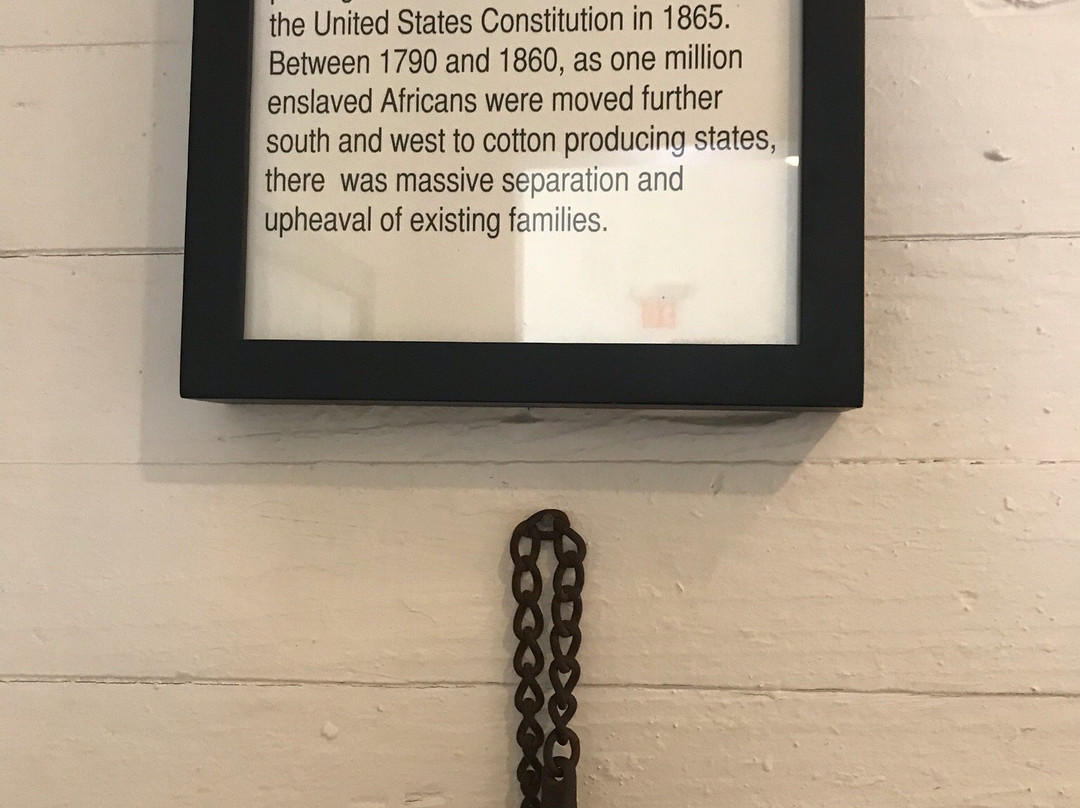 the United States Constitution in 1865.
Between 1790 and 1860, as one million
enslaved Africans were moved further
south and west to cotton producing states,
there was massive separation and
upheaval of existing families.